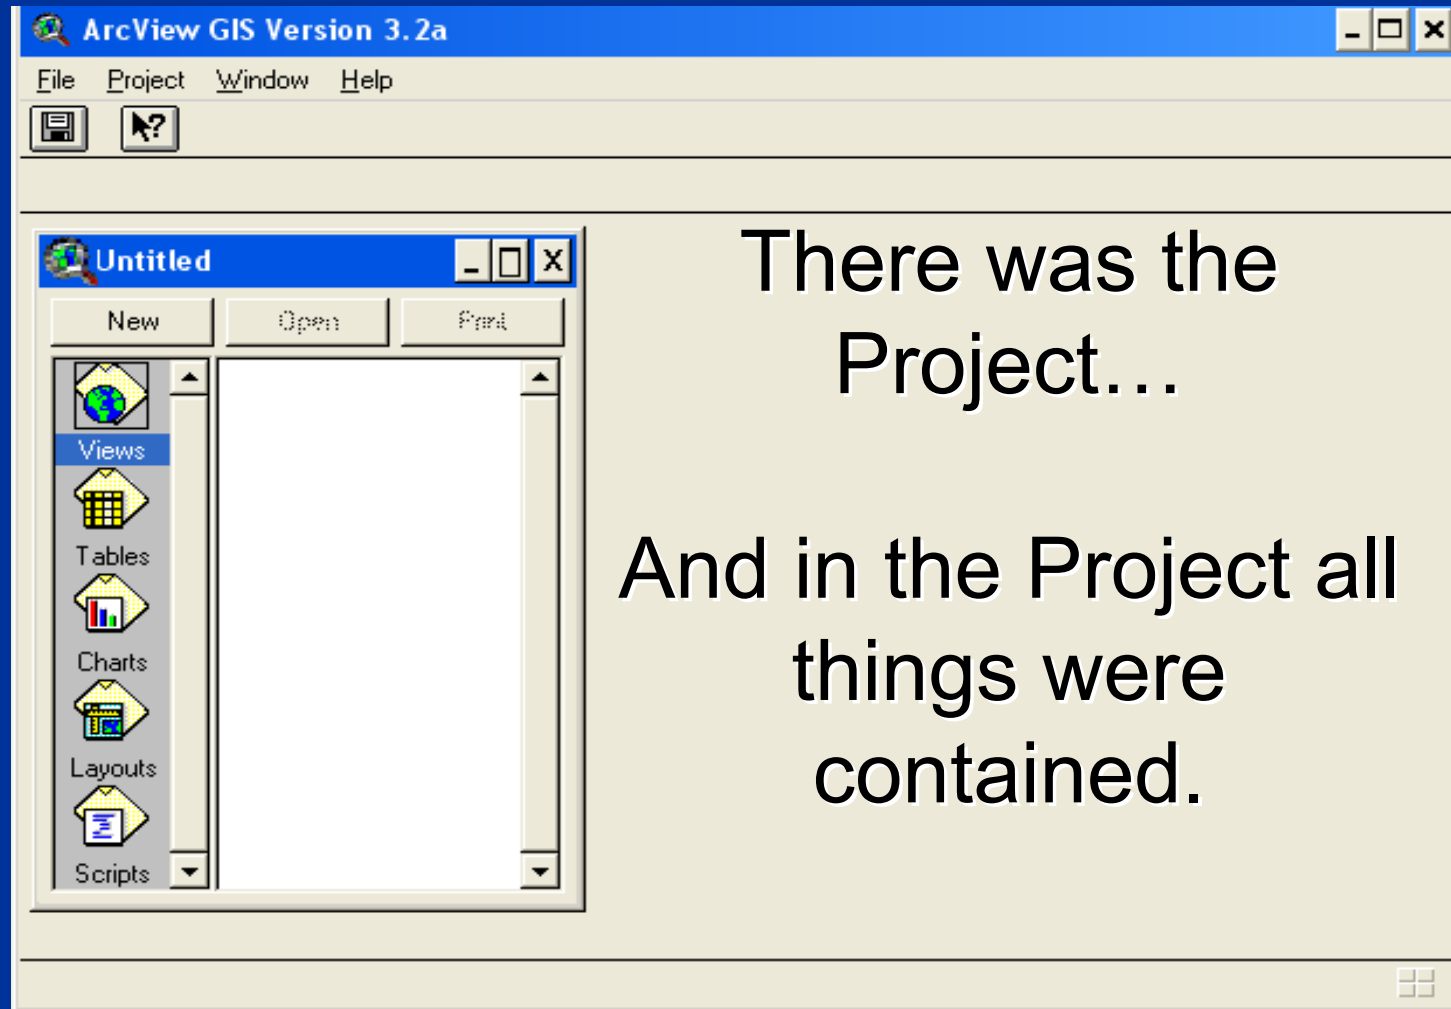 ArcView GIS Version 3.2a
File Project Window Help
Untitled
New Open Print
Views
Tables
Charts
Layouts
Scripts
There was the
Project…
And in the Project all
things were
contained.